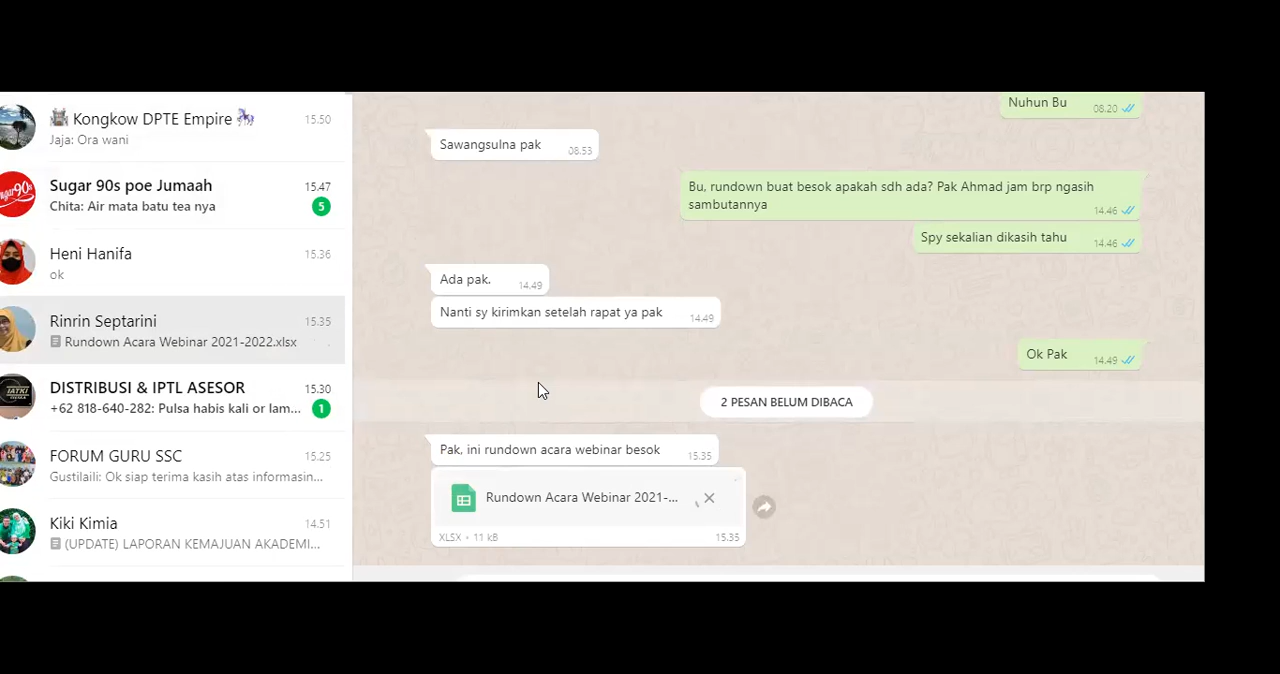 Kongkow DPTE Empire
15.50
Jaja: Ora wani
Sugar 90s poe Jumaah
15.47
Chita: Air mata batu tea nya
5
Heni Hanifa
15.36
ok
Rinrin Septarini
15.35
Rundown Acara Webinar 2021-2022.xlsx
DISTRIBUSI & IPTL ASESOR
15.30
+62 818-640-282: Pulsa habis kali or lam...
1
FORUM GURU SSC
15.25
Gustilaili: Ok siap terima kasih atas informasin...
Kiki Kimia
14.51
(UPDATE) LAPORAN KEMAJUAN AKADEMI...
Nuhun Bu
08.20
Sawangsulna pak
08.53
Bu, rundown buat besok apakah sdh ada? Pak Ahmad jam brp ngasih
sambutannya
14.46
Spy sekalian dikasih tahu
14.46
Ada pak.
14.49
Nanti sy kirimkan setelah rapat ya pak
14.49
Ok Pak
14.49
2 PESAN BELUM DIBACA
Pak, ini rundown acara webinar besok
15.35
Rundown Acara Webinar 2021-...
XLSX • 11 kB
15.35